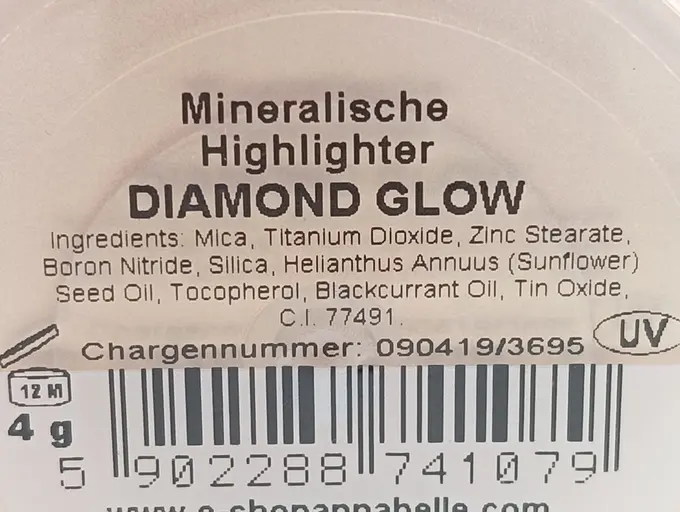 Mineralische
Highlighter
DIAMOND GLOW
Ingredients: Mica, Titanium Dioxide, Zinc Stearate,
Boron Nitride, Silica, Helianthus Annuus (Sunflower)
Seed Oil, Tocopherol, Blackcurrant Oil, Tin Oxide,
C.I. 77491.
Chargennummer: 090419/3695
UV
12 M
4 g
5 902288 741079